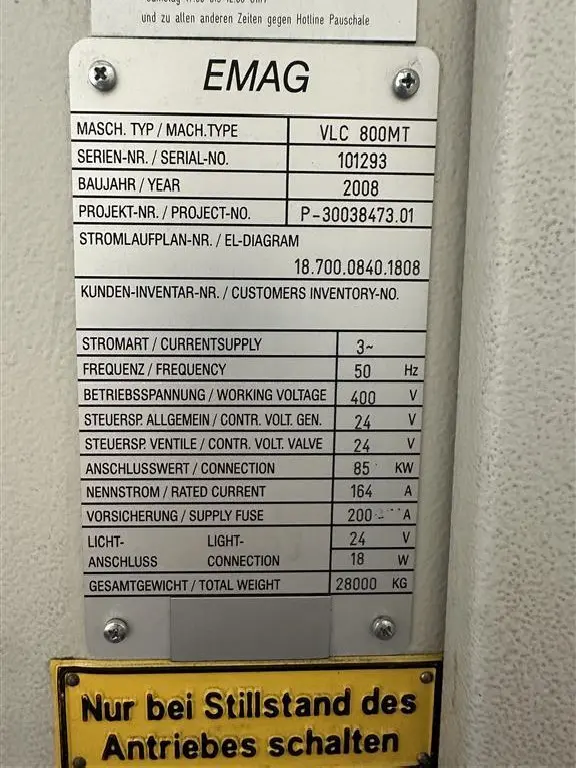 und zu allen anderen Zeiten gegen Hotline Pauschale
EMAG
MASCH. TYP / MACH.TYPE VLC 800MT
SERIEN-NR. / SERIAL-NO. 101293
BAUJAHR / YEAR 2008
PROJEKT-NR. / PROJECT-NO. P-30038473.01
STROMLAUFPLAN-NR. / EL-DIAGRAM
18.700.0840.1808
KUNDEN-INVENTAR-NR. / CUSTOMERS INVENTORY-NO.
STROMART / CURRENTSUPPLY 3~
FREQUENZ / FREQUENCY 50 Hz
BETRIEBSSPANNUNG / WORKING VOLTAGE 400 V
STEUERSP. ALLGEMEIN / CONTR. VOLT. GEN. 24 V
STEUERSP. VENTILE / CONTR. VOLT. VALVE 24 V
ANSCHLUSSWERT / CONNECTION 85 KW
NENNSTROM / RATED CURRENT 164 A
VORSICHERUNG / SUPPLY FUSE 200 A
LICHT- LIGHT- 24 V
ANSCHLUSS CONNECTION 18 W
GESAMTGEWICHT / TOTAL WEIGHT 28000 KG
Nur bei Stillstand des
Antriebes schalten